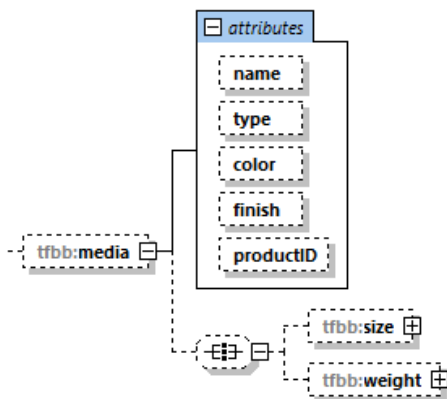 attributes
name
type
color
finish
productID
tfbb:media
tfbb:size
tfbb:weight